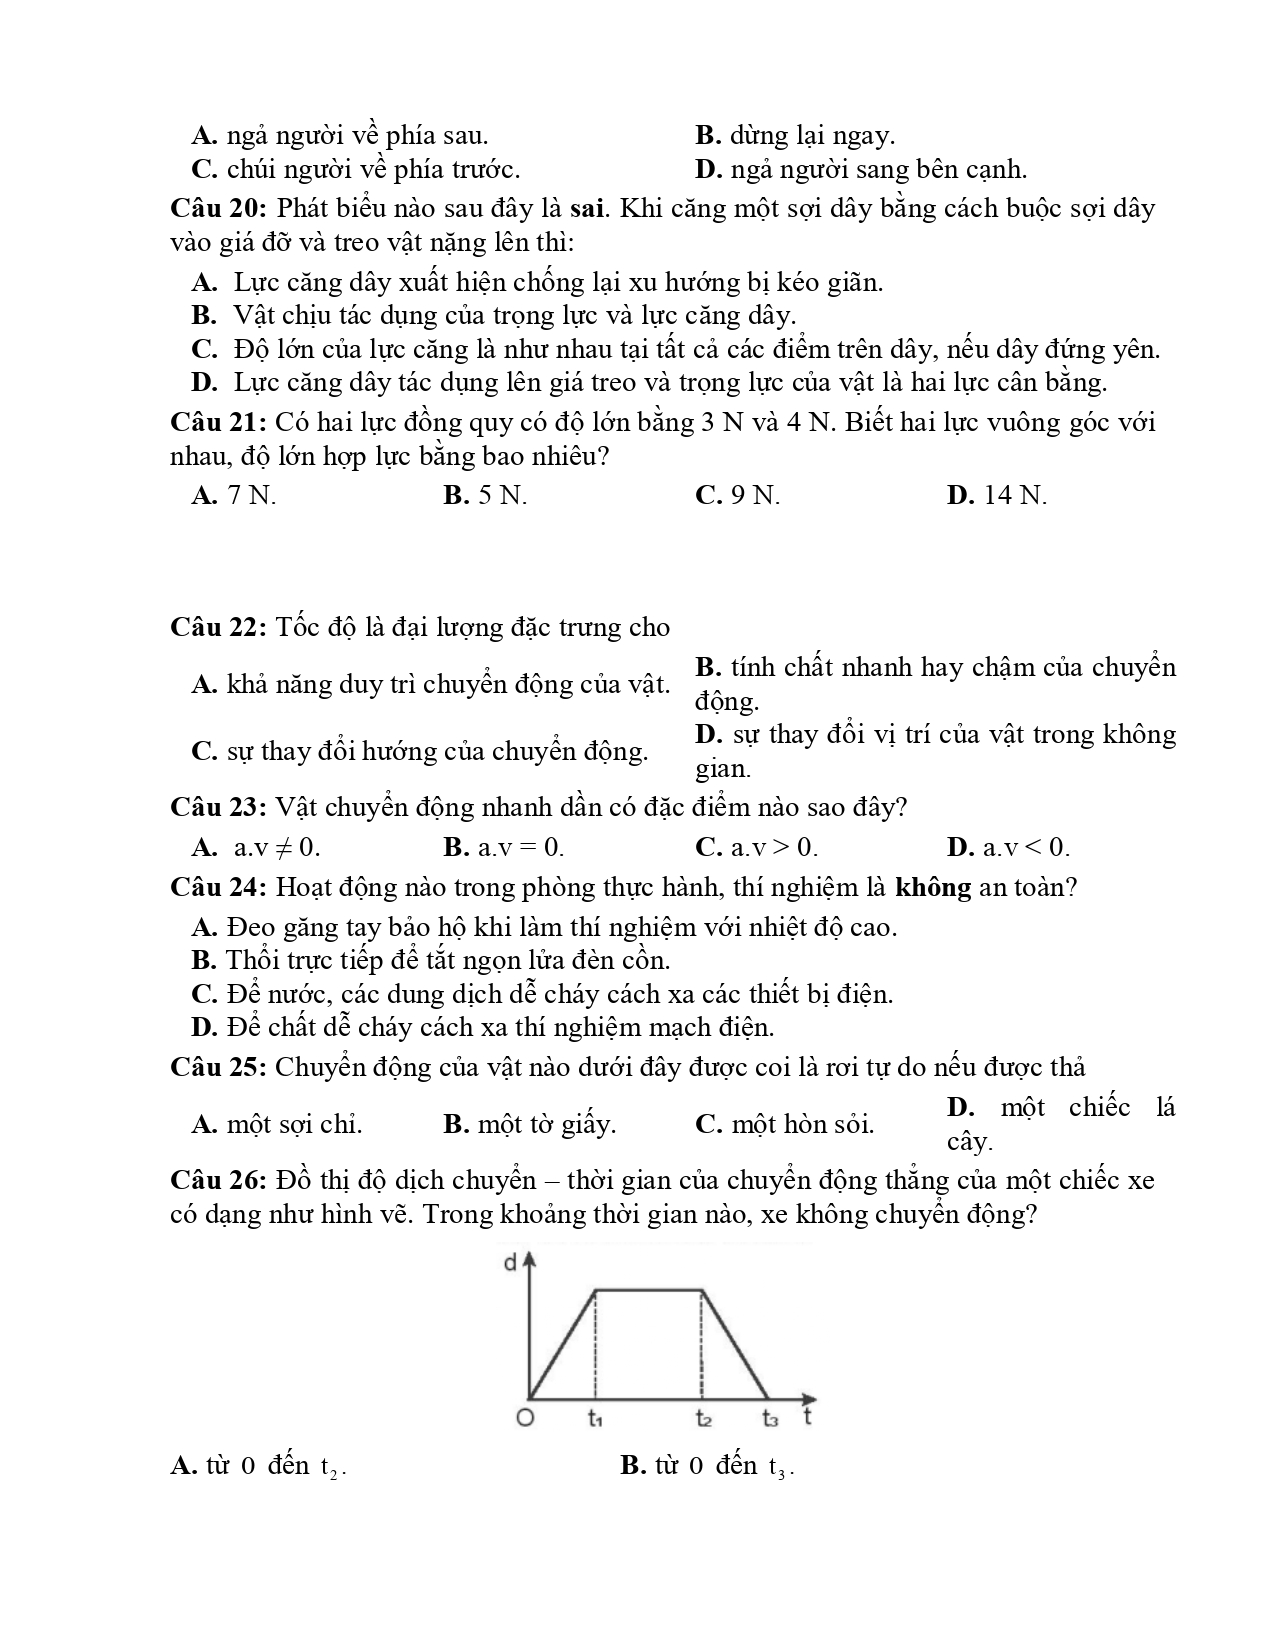 A. ngả người về phía sau. B. dừng lại ngay.
C. chúi người về phía trước. D. ngả người sang bên cạnh.
Câu 20: Phát biểu nào sau đây là sai. Khi căng một sợi dây bằng cách buộc sợi dây
vào giá đỡ và treo vật nặng lên thì:
A. Lực căng dây xuất hiện chống lại xu hướng bị kéo giãn.
B. Vật chịu tác dụng của trọng lực và lực căng dây.
C. Độ lớn của lực căng là như nhau tại tất cả các điểm trên dây, nếu dây đứng yên.
D. Lực căng dây tác dụng lên giá treo và trọng lực của vật là hai lực cân bằng.
Câu 21: Có hai lực đồng quy có độ lớn bằng 3 N và 4 N. Biết hai lực vuông góc với
nhau, độ lớn hợp lực bằng bao nhiêu?
A. 7 N. B. 5 N. C. 9 N. D. 14 N.
Câu 22: Tốc độ là đại lượng đặc trưng cho
A. khả năng duy trì chuyển động của vật. B. tính chất nhanh hay chậm của chuyển
động.
C. sự thay đổi hướng của chuyển động. D. sự thay đổi vị trí của vật trong không
gian.
Câu 23: Vật chuyển động nhanh dần có đặc điểm nào sao đây?
A. a.v ≠ 0. B. a.v = 0. C. a.v > 0. D. a.v < 0.
Câu 24: Hoạt động nào trong phòng thực hành, thí nghiệm là không an toàn?
A. Đeo găng tay bảo hộ khi làm thí nghiệm với nhiệt độ cao.
B. Thổi trực tiếp để tắt ngọn lửa đèn cồn.
C. Để nước, các dung dịch dễ cháy cách xa các thiết bị điện.
D. Để chất dễ cháy cách xa thí nghiệm mạch điện.
Câu 25: Chuyển động của vật nào dưới đây được coi là rơi tự do nếu được thả
A. một sợi chỉ. B. một tờ giấy. C. một hòn sỏi. D. một chiếc lá
cây.
Câu 26: Đồ thị độ dịch chuyển – thời gian của chuyển động thẳng của một chiếc xe
có dạng như hình vẽ. Trong khoảng thời gian nào, xe không chuyển động?
d
O t₁ t₂ t₃ t
A. từ 0 đến t₂. B. từ 0 đến t₃.